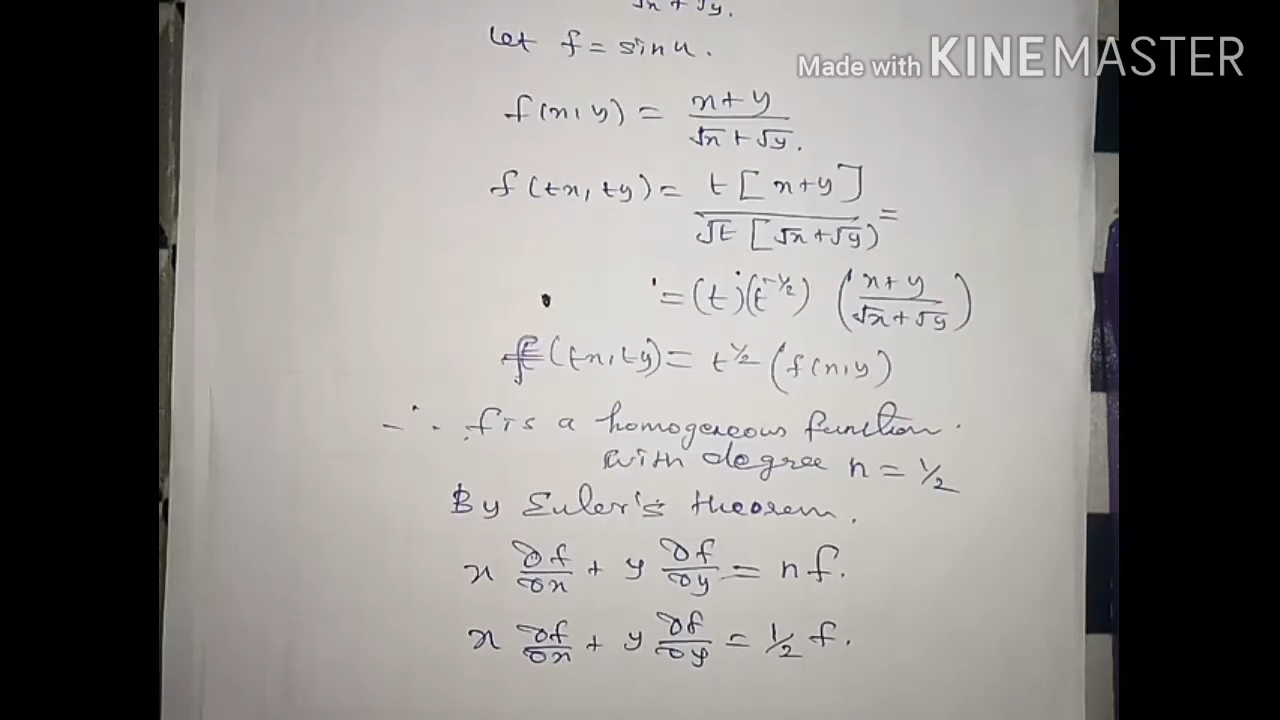 √x + √y.
Let f = sin u.
Made with KINEMASTER
f(x, y) = x+y / √x + √y.
f(tx, ty) = t[x+y] / √t [√x + √y) =
= (t)(t^-1/2) (x+y / √x + √y)
f(tx, ty) = t^1/2 (f(x, y)
∴ f is a homogeneous function.
with degree n = 1/2
By Euler's theorem.
x ∂f/∂x + y ∂f/∂y = nf.
x ∂f/∂x + y ∂f/∂y = 1/2 f.